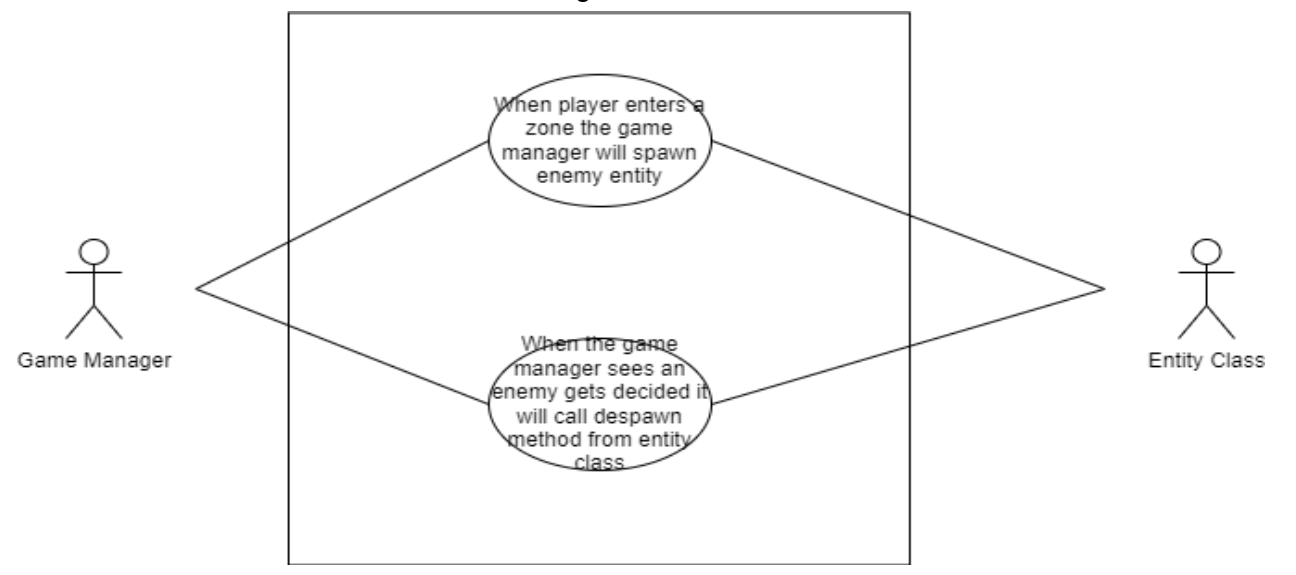 When player enters a
zone the game
manager will spawn
enemy entity
Game Manager
Entity Class
When the game
manager sees an
enemy gets decided it
will call despawn
method from entity
class